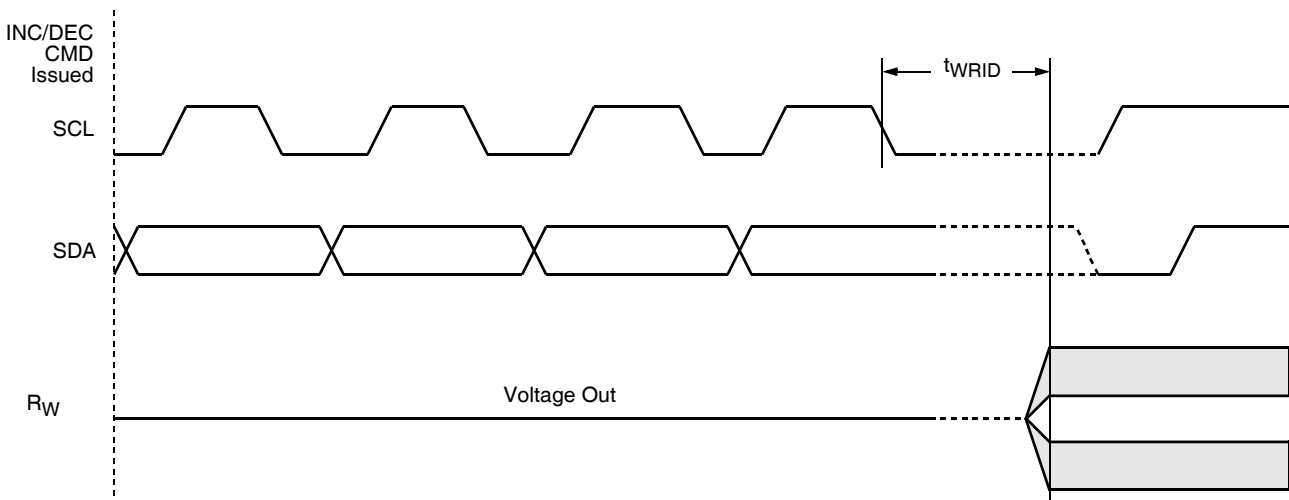 INC/DEC
CMD
Issued
tWRID
SCL
SDA
Voltage Out
RW